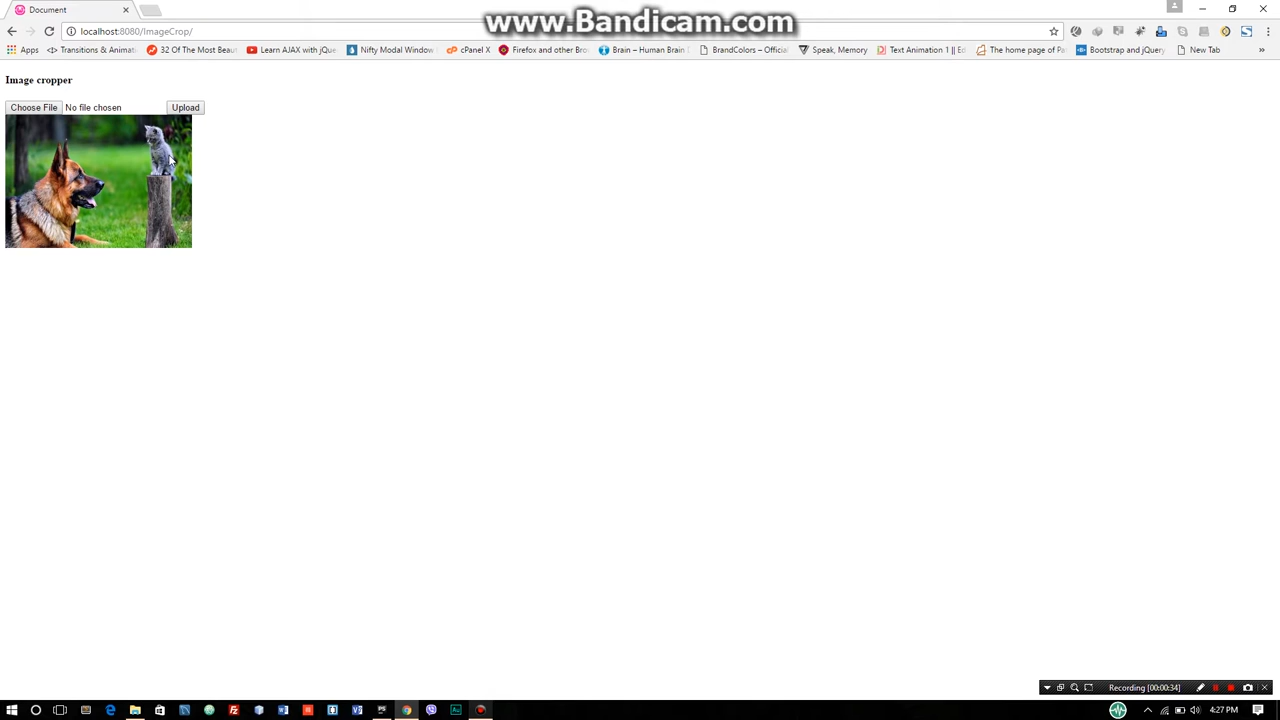 Document
www.Bandicam.com
localhost:8080/ImageCrop/
Apps
Transitions & Animati
32 Of The Most Beau
Learn AJAX with jQue
Nifty Modal Window
cPanel X
Firefox and other Bro
Brain – Human Brain
BrandColors – Official
Speak, Memory
Text Animation 1 || Ed
The home page of Pa
Bootstrap and jQuery
New Tab
»
Image cropper
Choose File No file chosen Upload
Recording [00:00:34]
4:27 PM